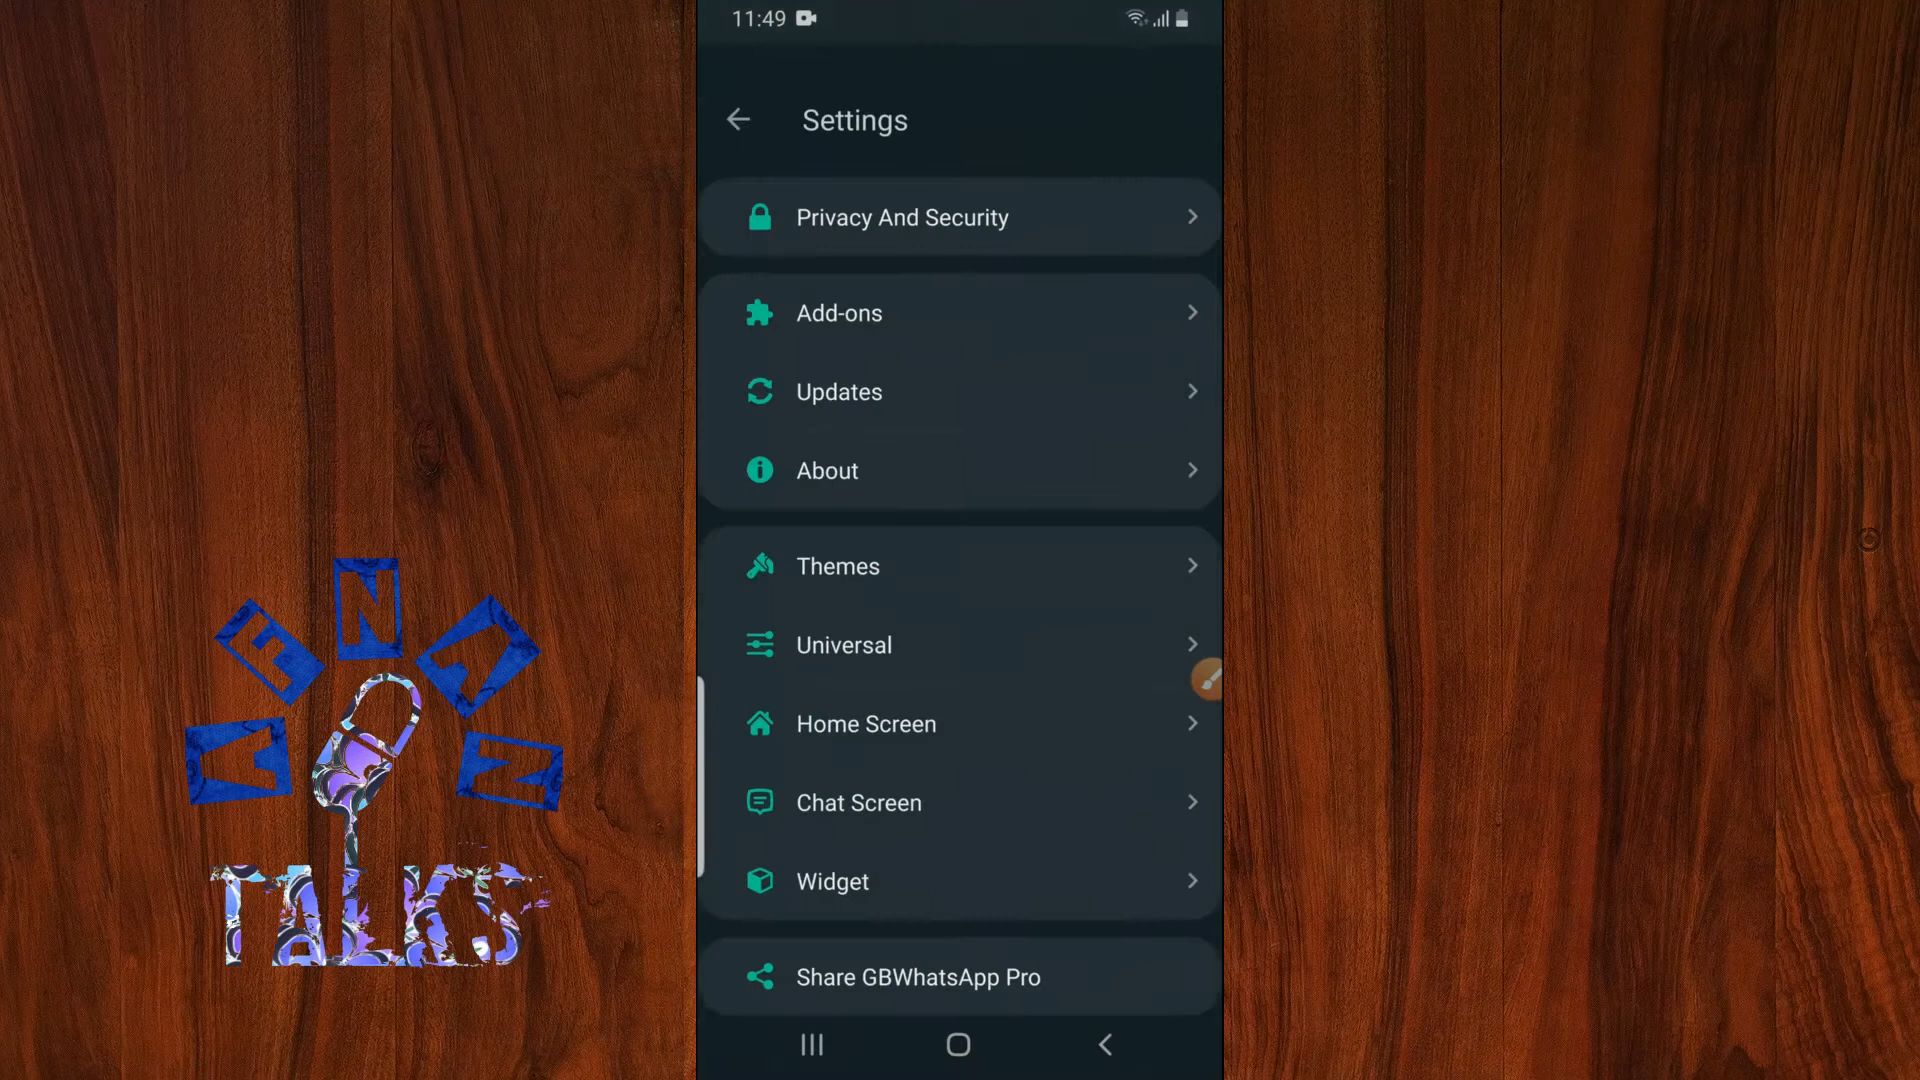 11:49
Settings
Privacy And Security
Add-ons
Updates
About
Themes
Universal
Home Screen
Chat Screen
Widget
Share GBWhatsApp Pro
TALKS